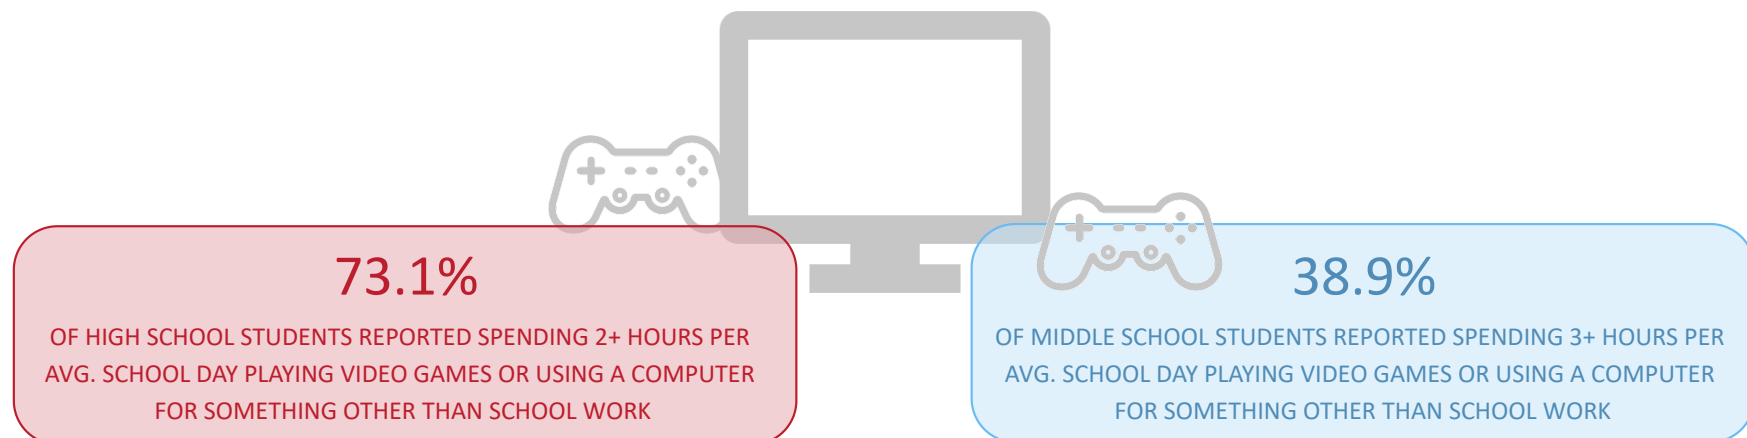 73.1%
OF HIGH SCHOOL STUDENTS REPORTED SPENDING 2+ HOURS PER
AVG. SCHOOL DAY PLAYING VIDEO GAMES OR USING A COMPUTER
FOR SOMETHING OTHER THAN SCHOOL WORK
38.9%
OF MIDDLE SCHOOL STUDENTS REPORTED SPENDING 3+ HOURS PER
AVG. SCHOOL DAY PLAYING VIDEO GAMES OR USING A COMPUTER
FOR SOMETHING OTHER THAN SCHOOL WORK